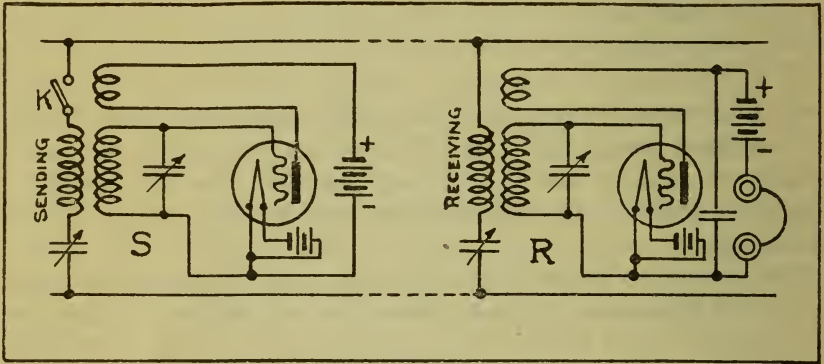 K
SENDING
S
+
-
RECEIVING
R
+
-